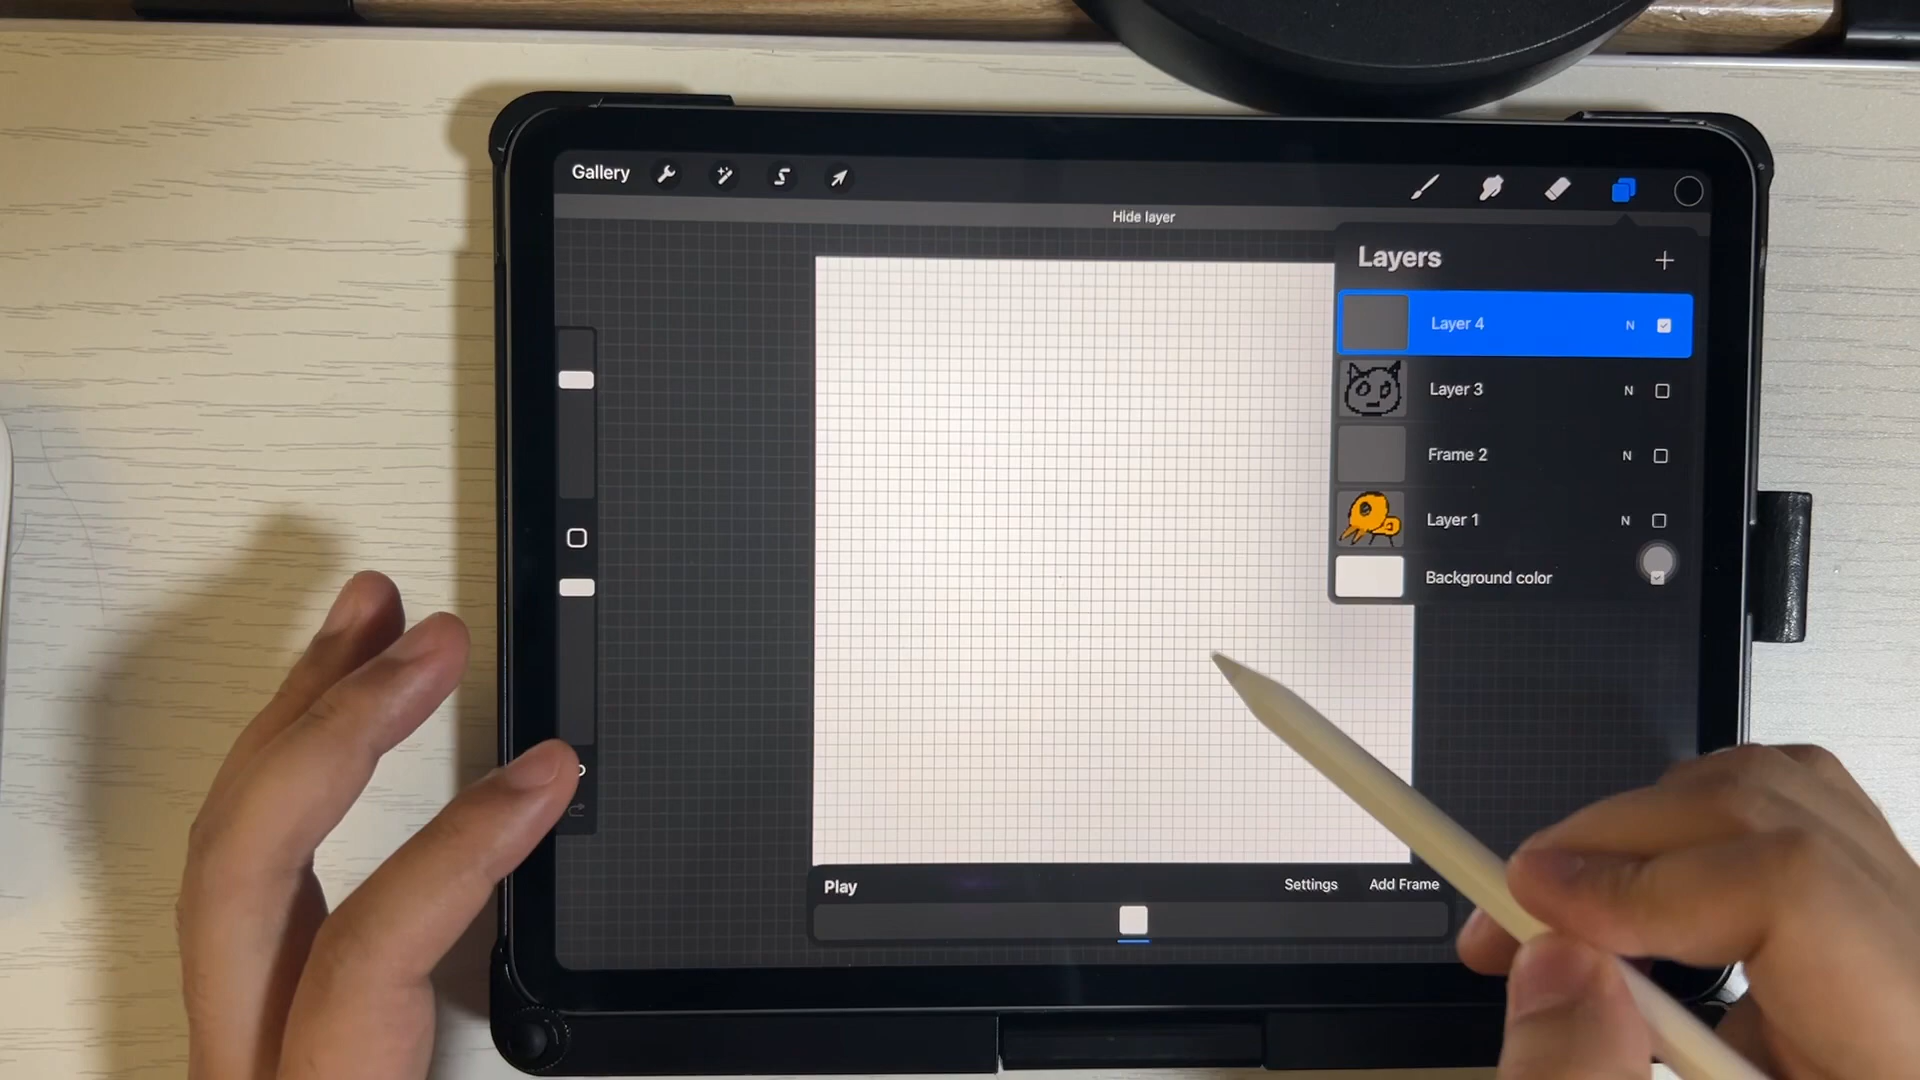 Gallery
Hide layer
Layers
Layer 4 N
Layer 3 N
Frame 2 N
Layer 1 N
Background color
Play Settings Add Frame